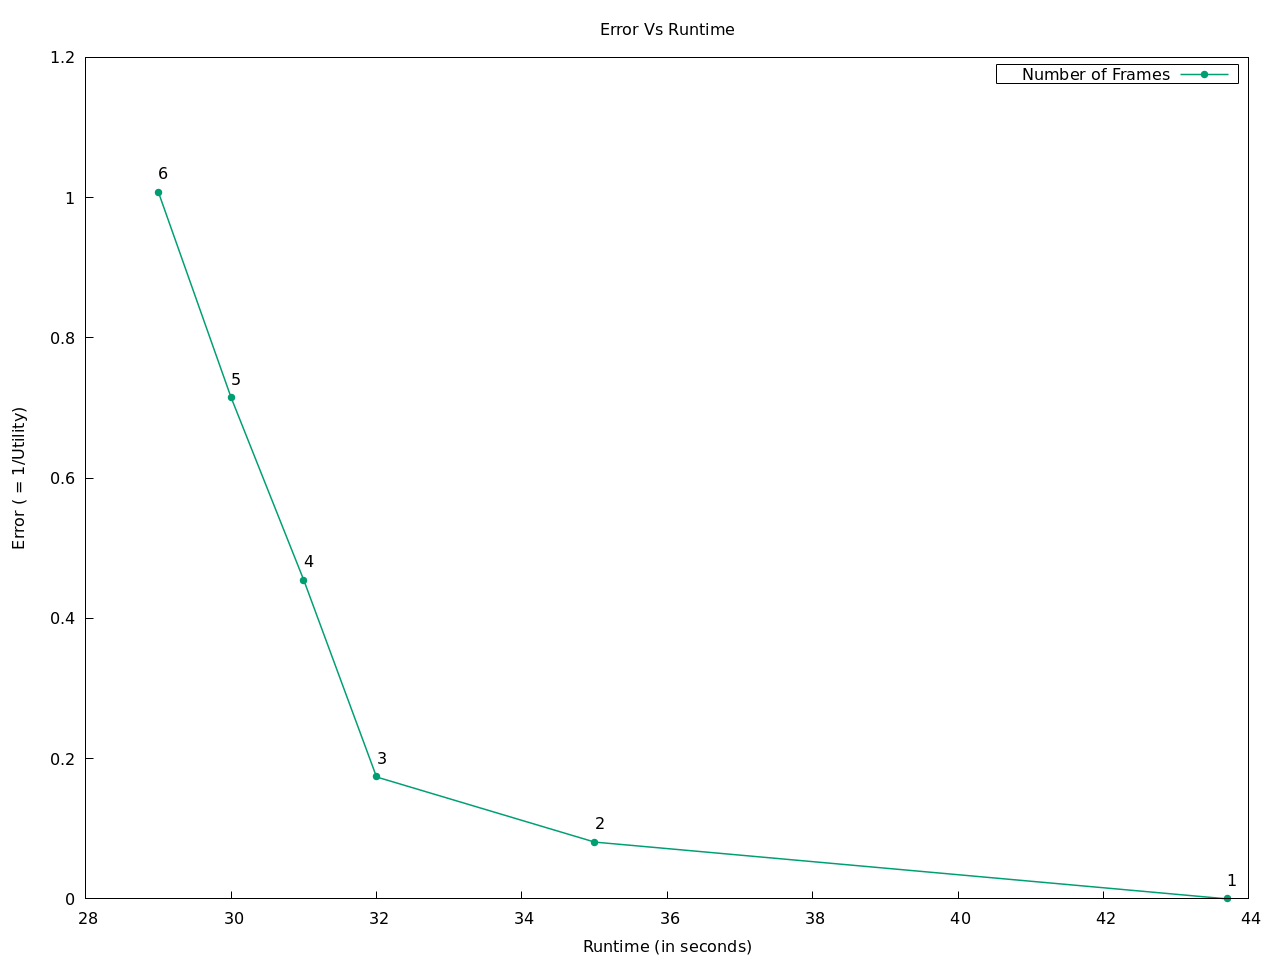 Error Vs Runtime
Number of Frames
1.2
1
0.8
0.6
0.4
0.2
0
Error ( = 1/Utility)
6
5
4
3
2
1
28 30 32 34 36 38 40 42 44
Runtime (in seconds)